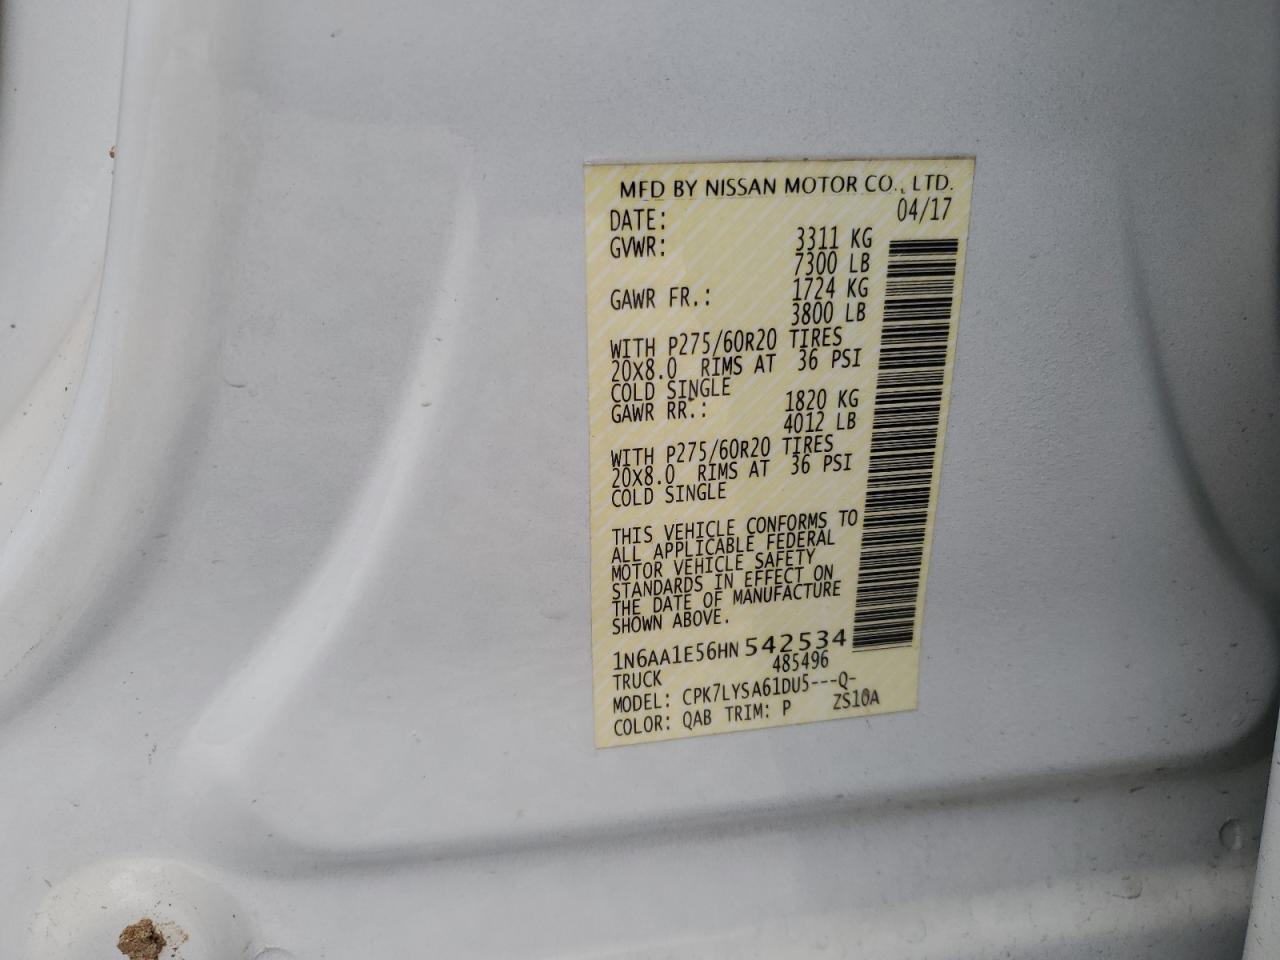 MFD BY NISSAN MOTOR CO., LTD.
DATE: 04/17
GVWR: 3311 KG
7300 LB
GAWR FR.: 1724 KG
3800 LB
WITH P275/60R20 TIRES
20X8.0 RIMS AT 36 PSI
COLD SINGLE
GAWR RR.: 1820 KG
4012 LB
WITH P275/60R20 TIRES
20X8.0 RIMS AT 36 PSI
COLD SINGLE
THIS VEHICLE CONFORMS TO
ALL APPLICABLE FEDERAL
MOTOR VEHICLE SAFETY
STANDARDS IN EFFECT ON
THE DATE OF MANUFACTURE
SHOWN ABOVE.
1N6AA1E56HN542534
TRUCK 485496
MODEL: CPK7LYSA61DU5---Q-
COLOR: QAB TRIM: P ZS10A